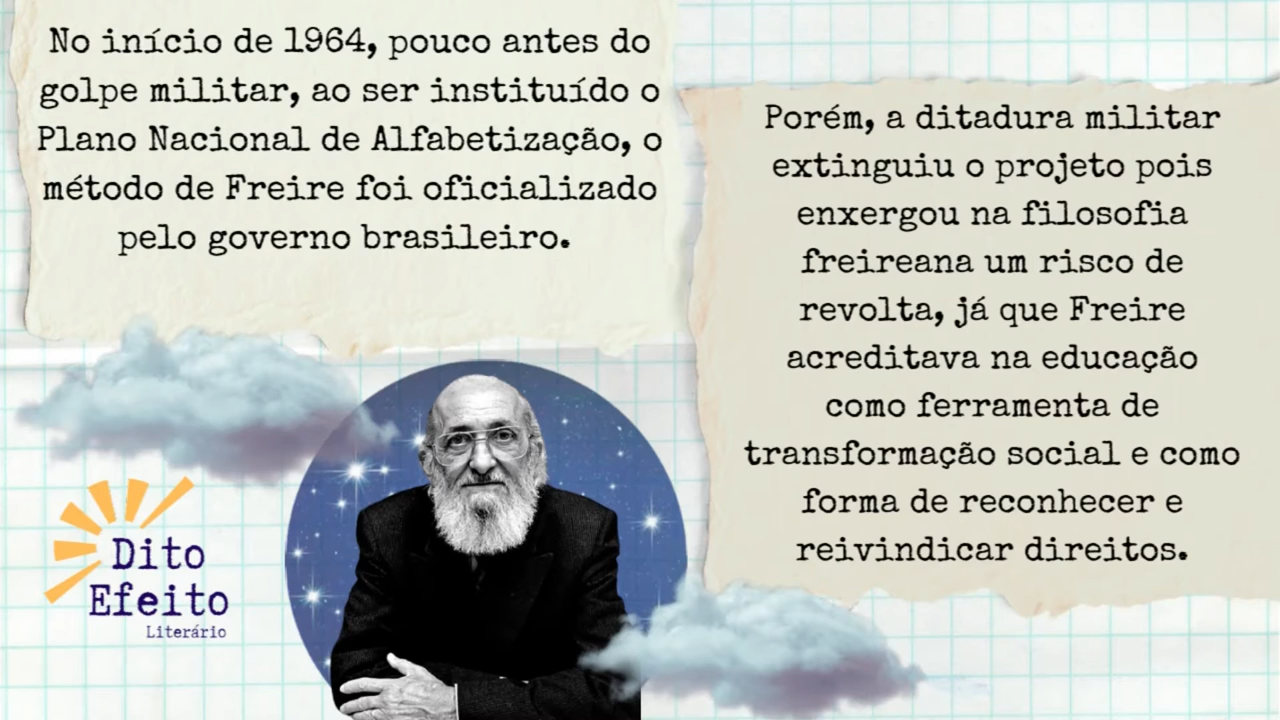 No início de 1964, pouco antes do
golpe militar, ao ser instituído o
Plano Nacional de Alfabetização, o
método de Freire foi oficializado
pelo governo brasileiro.
Porém, a ditadura militar
extinguiu o projeto pois
enxergou na filosofia
freireana um risco de
revolta, já que Freire
acreditava na educação
como ferramenta de
transformação social e como
forma de reconhecer e
reivindicar direitos.
Dito
Efeito
Literário